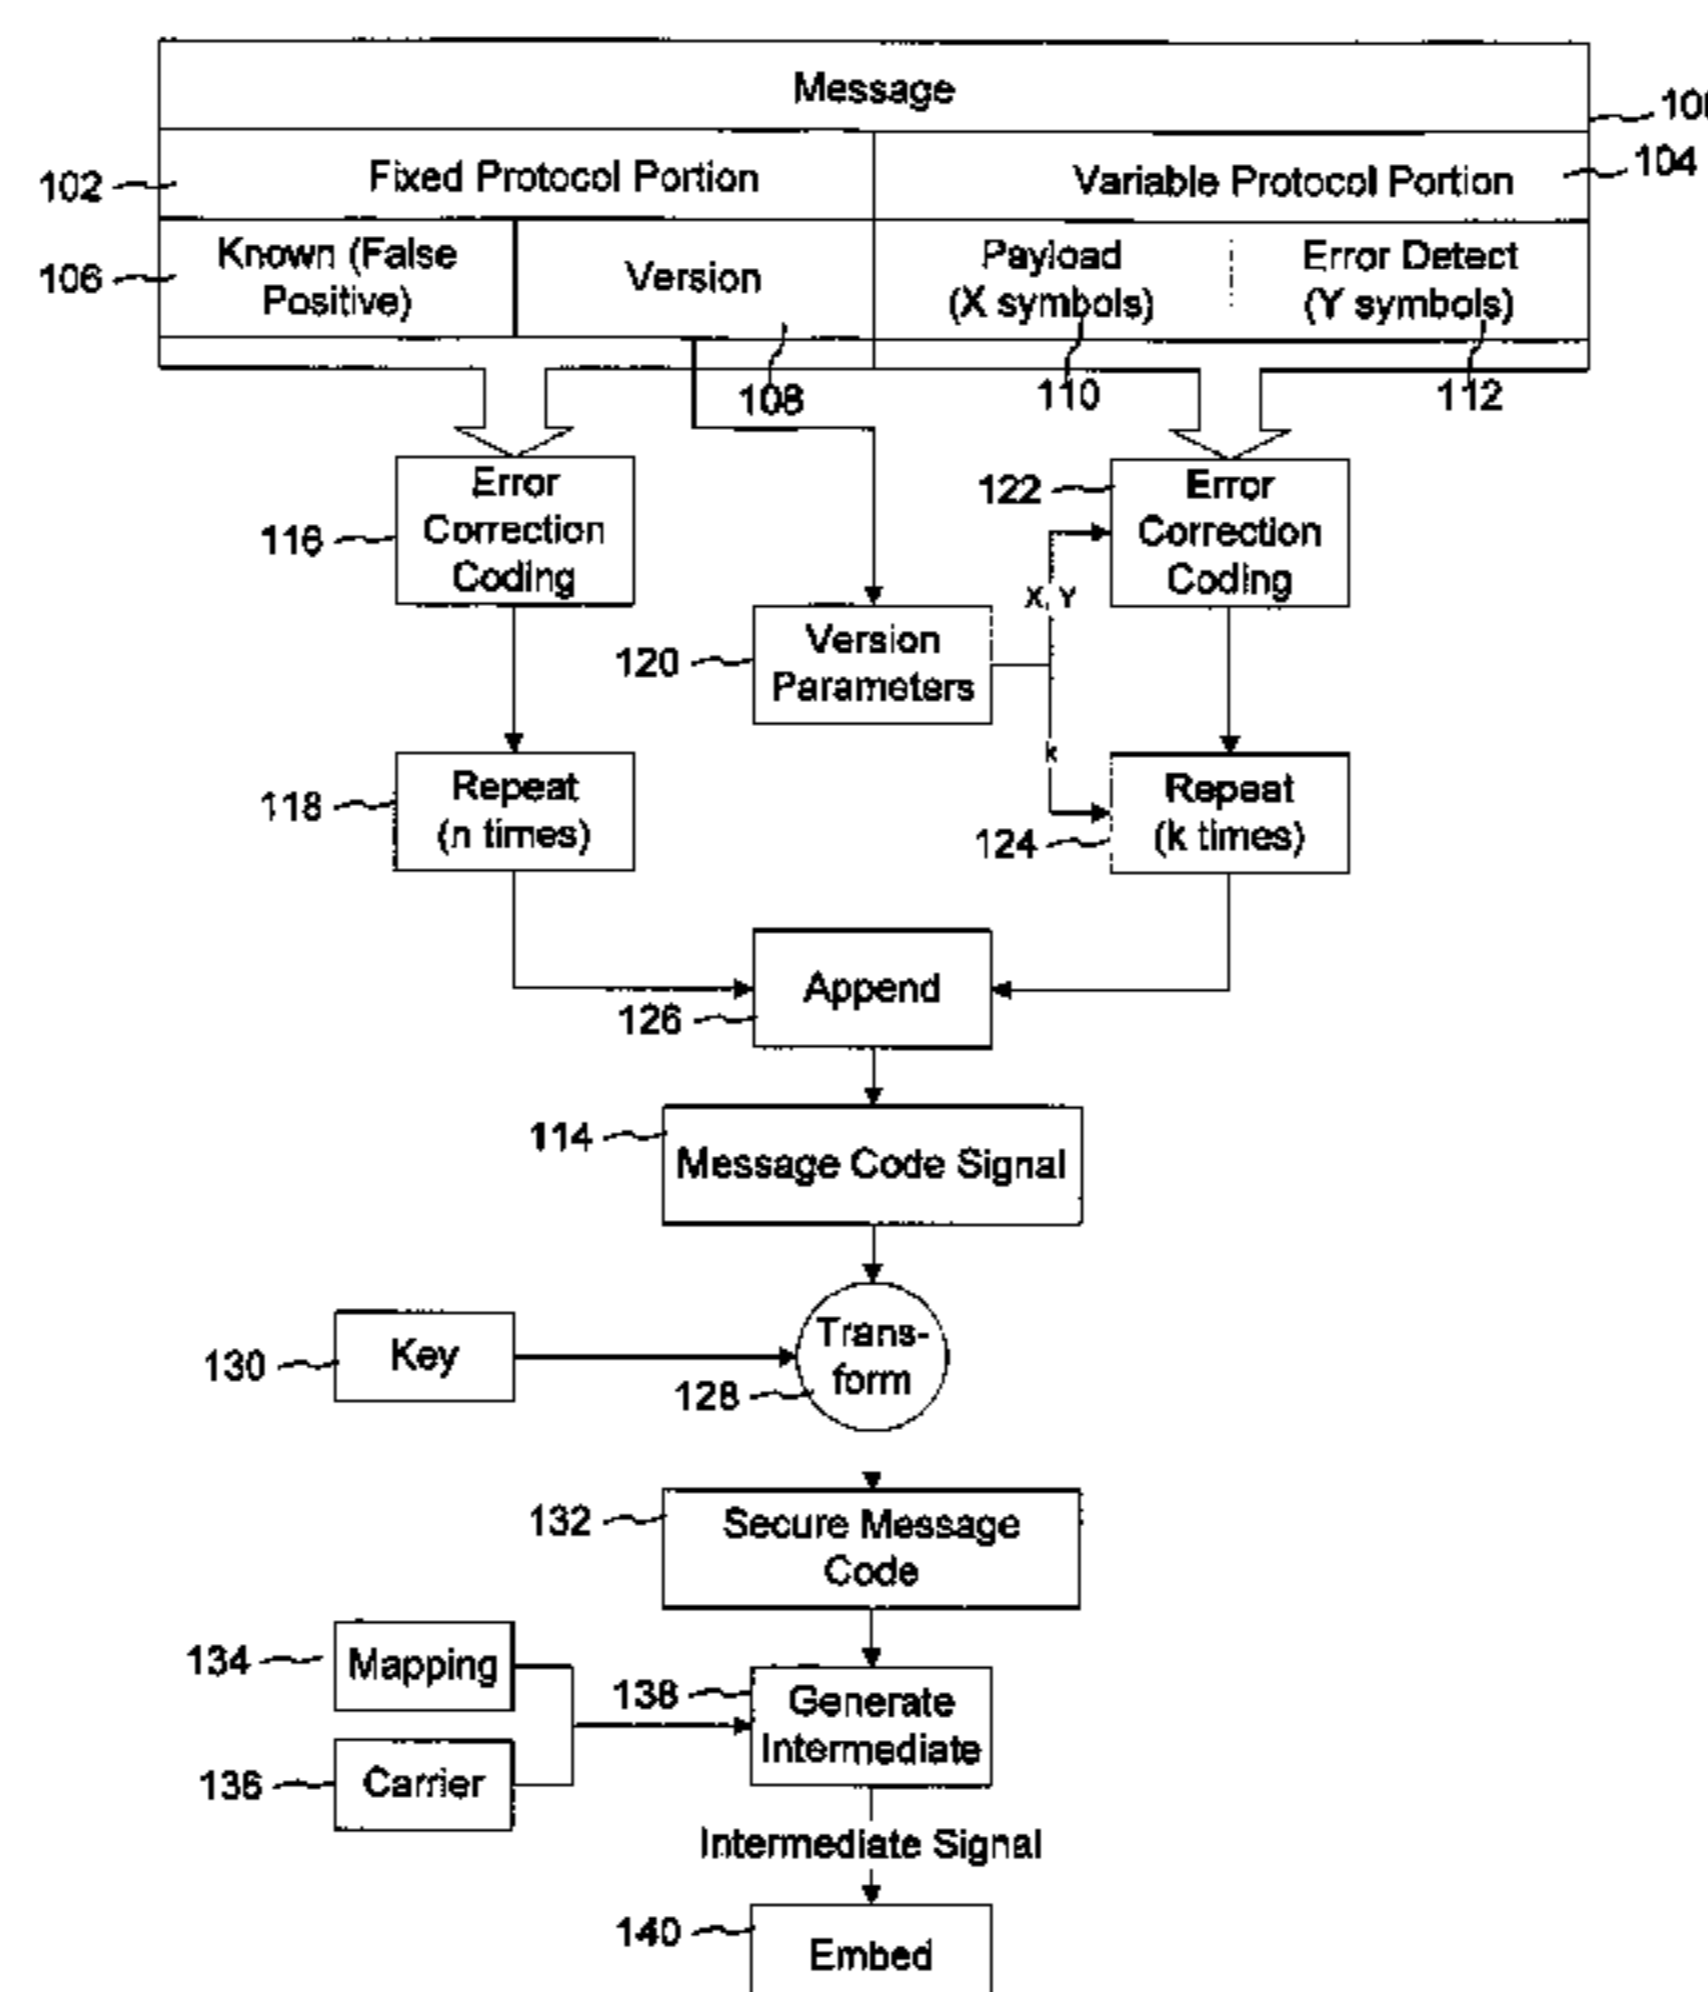 Message
100
Fixed Protocol Portion
Variable Protocol Portion
104
102
Known (False
Positive)
Version
Payload
(X symbols)
Error Detect
(Y symbols)
106
108
110
112
Error
Correction
Coding
116
122
Error
Correction
Coding
X, Y
120
Version
Parameters
k
118
Repeat
(n times)
124
Repeat
(k times)
Append
126
114
Message Code Signal
130
Key
Trans-
form
128
132
Secure Message
Code
134
Mapping
138
Generate
Intermediate
136
Carrier
Intermediate Signal
140
Embed